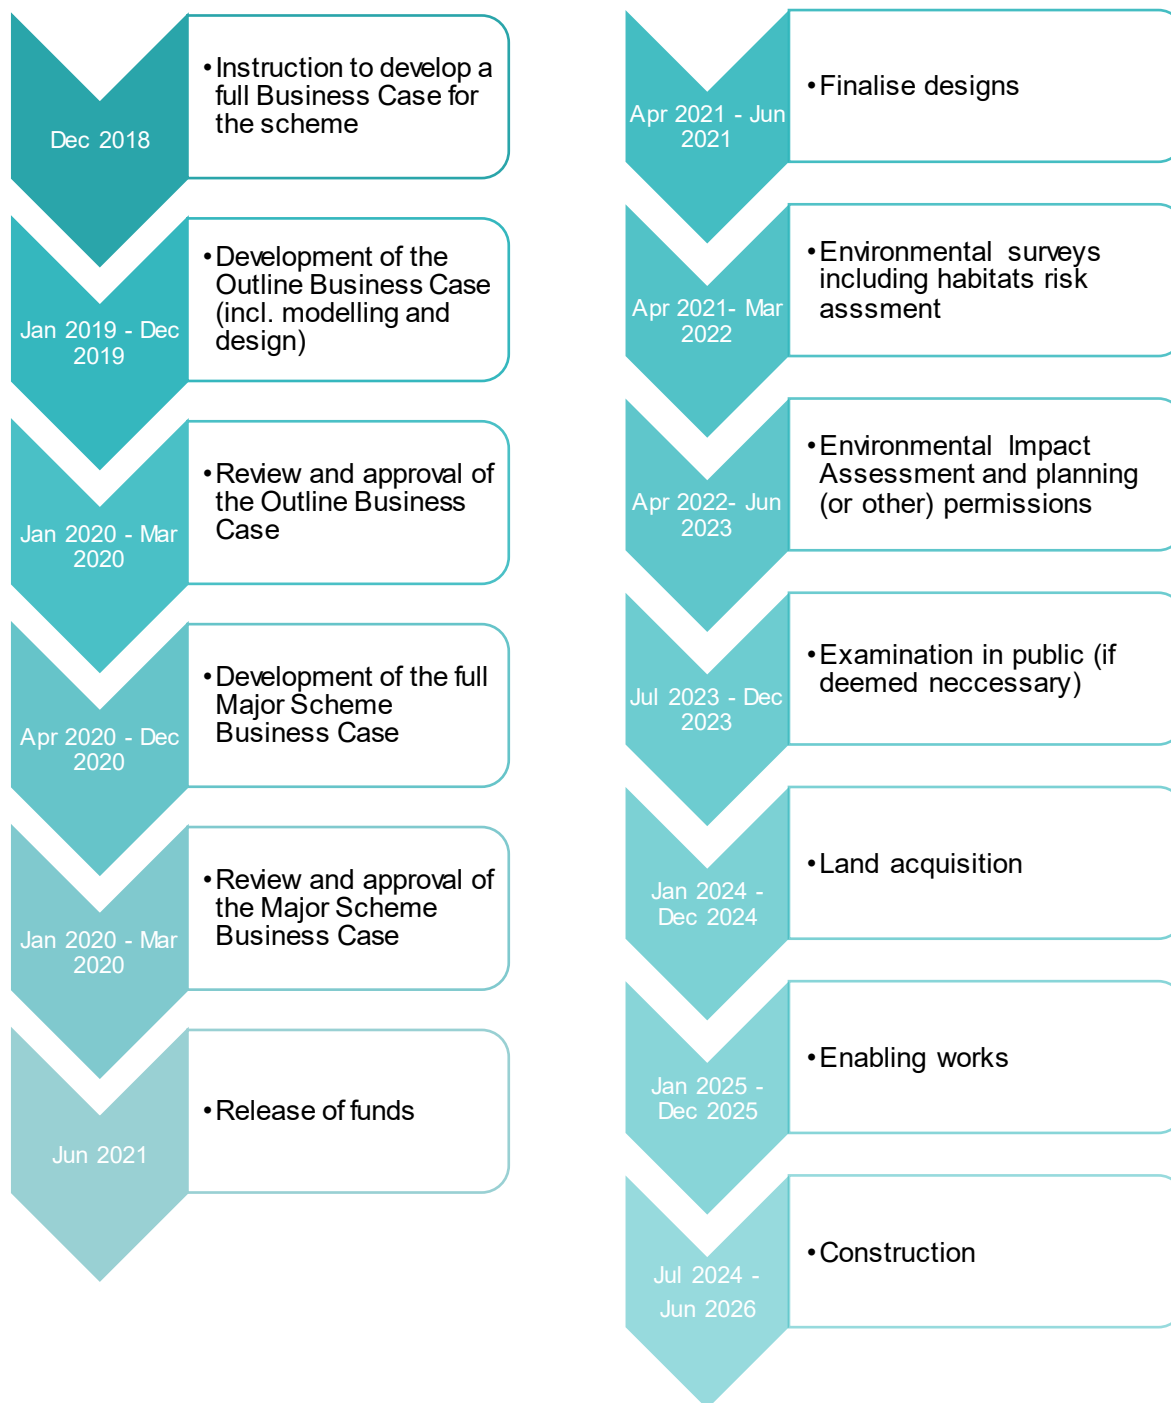 Dec 2018
•Instruction to develop a
full Business Case for
the scheme
Jan 2019 - Dec
2019
•Development of the
Outline Business Case
(incl. modelling and
design)
Jan 2020 - Mar
2020
•Review and approval of
the Outline Business
Case
Apr 2020 - Dec
2020
•Development of the full
Major Scheme
Business Case
Jan 2020 - Mar
2020
•Review and approval of
the Major Scheme
Business Case
Jun 2021
•Release of funds
Apr 2021 - Jun
2021
•Finalise designs
Apr 2021- Mar
2022
•Environmental surveys
including habitats risk
asssment
Apr 2022- Jun
2023
•Environmental Impact
Assessment and planning
(or other) permissions
Jul 2023 - Dec
2023
•Examination in public (if
deemed neccessary)
Jan 2024 -
Dec 2024
•Land acquisition
Jan 2025 -
Dec 2025
•Enabling works
Jul 2024 -
Jun 2026
•Construction